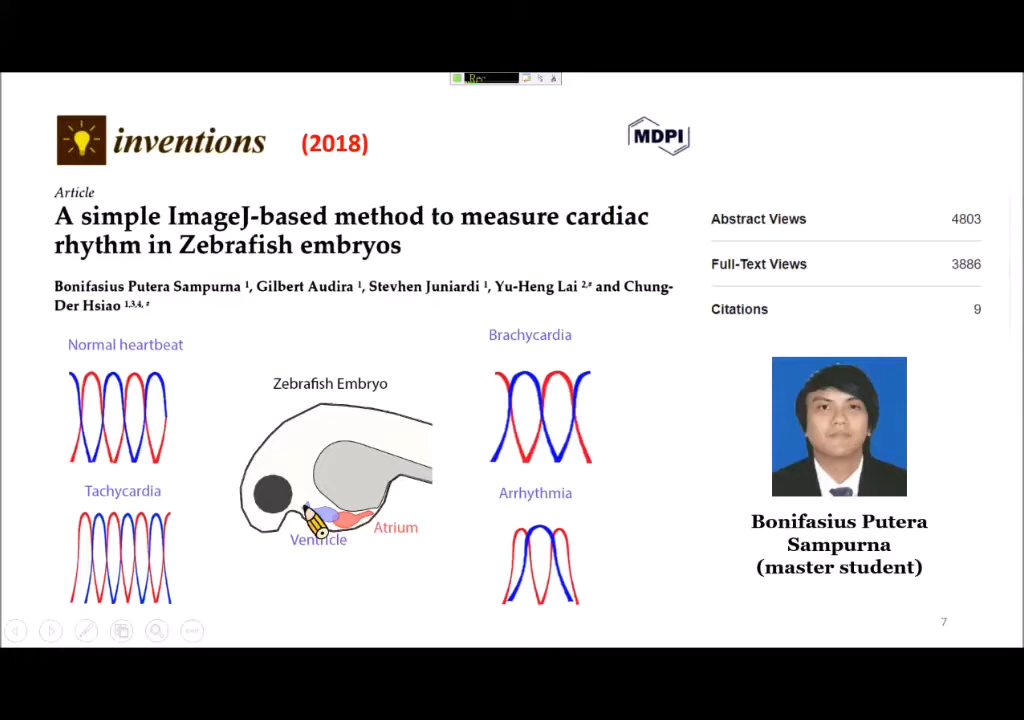 Rec
inventions (2018)
MDPI
Article
A simple ImageJ-based method to measure cardiac
rhythm in Zebrafish embryos
Bonifasius Putera Sampurna 1, Gilbert Audira 1, Stevhen Juniardi 1, Yu-Heng Lai 2,* and Chung-
Der Hsiao 1,3,4, *
Abstract Views 4803
Full-Text Views 3886
Citations 9
Normal heartbeat
Zebrafish Embryo
Brachycardia
Tachycardia
Ventricle
Atrium
Arrhythmia
Bonifasius Putera
Sampurna
(master student)
7